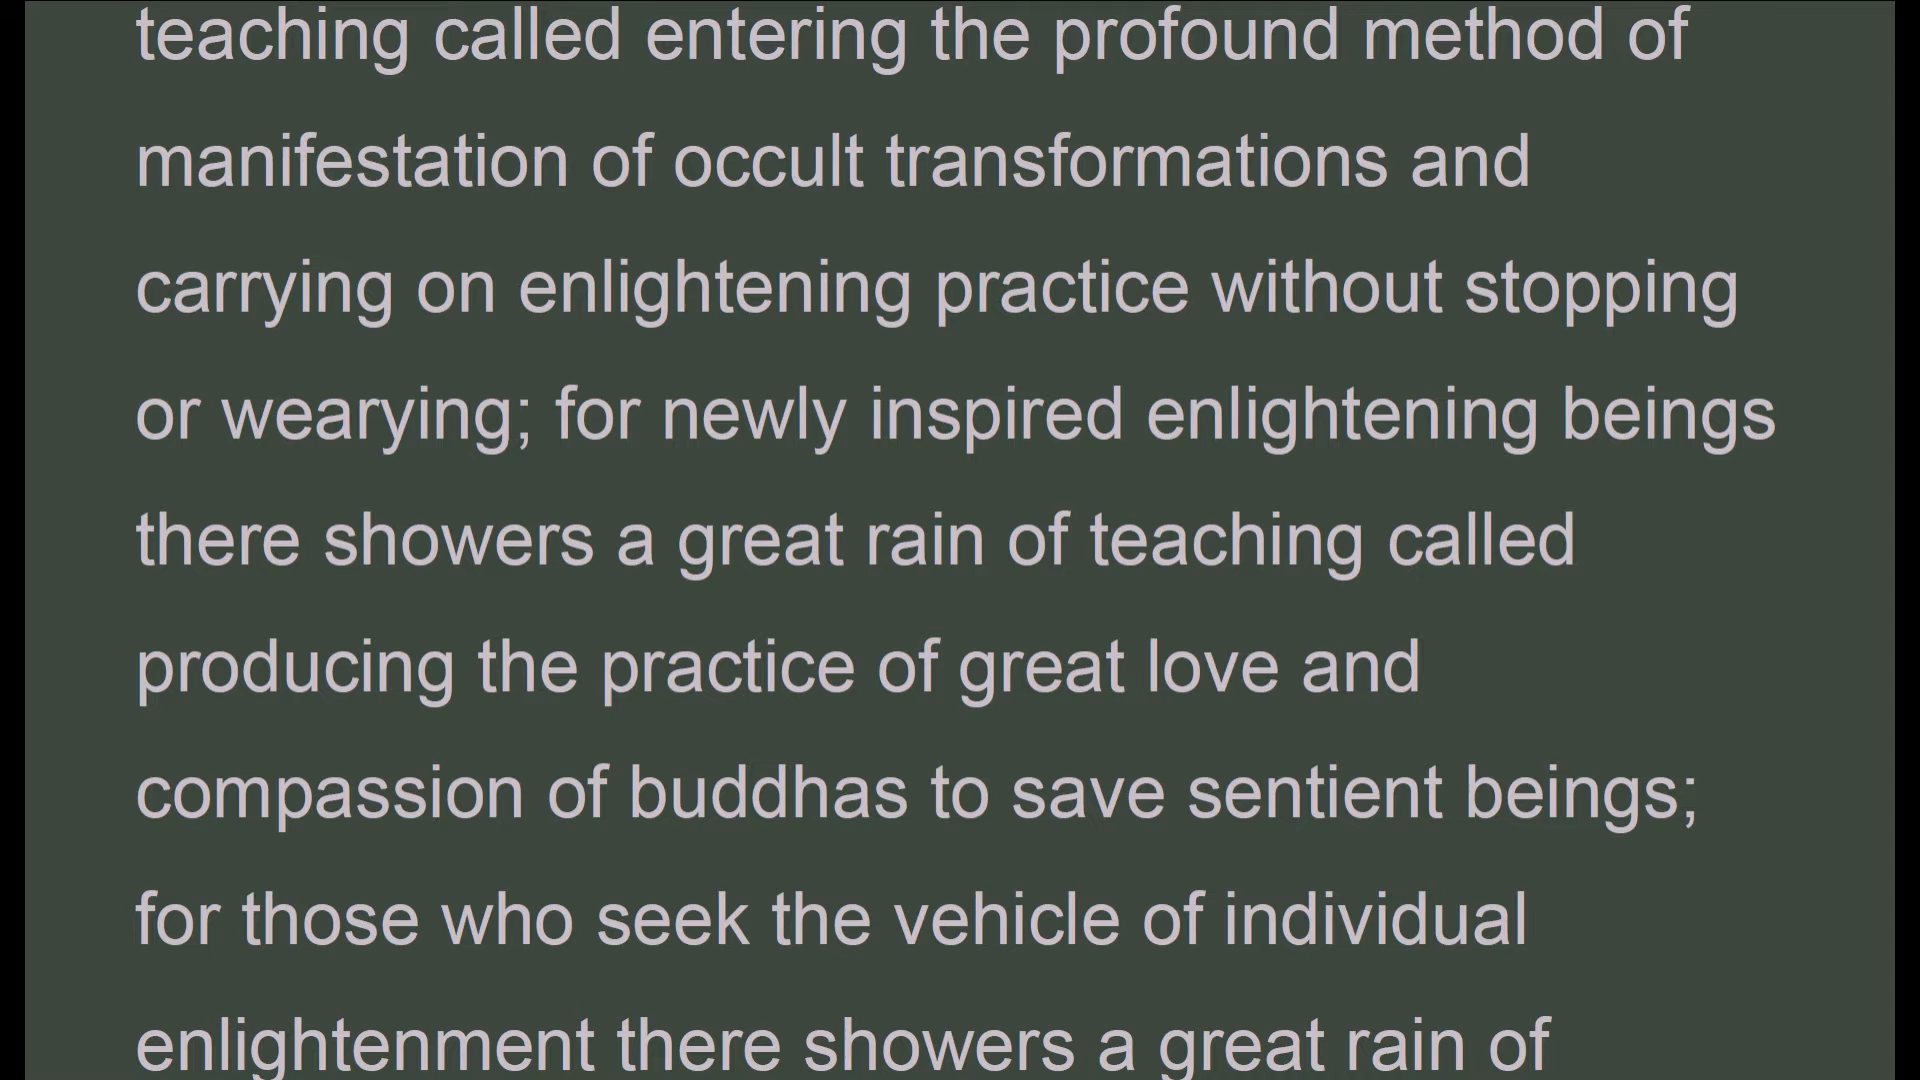 teaching called entering the profound method of
manifestation of occult transformations and
carrying on enlightening practice without stopping
or wearying; for newly inspired enlightening beings
there showers a great rain of teaching called
producing the practice of great love and
compassion of buddhas to save sentient beings;
for those who seek the vehicle of individual
enlightenment there showers a great rain of